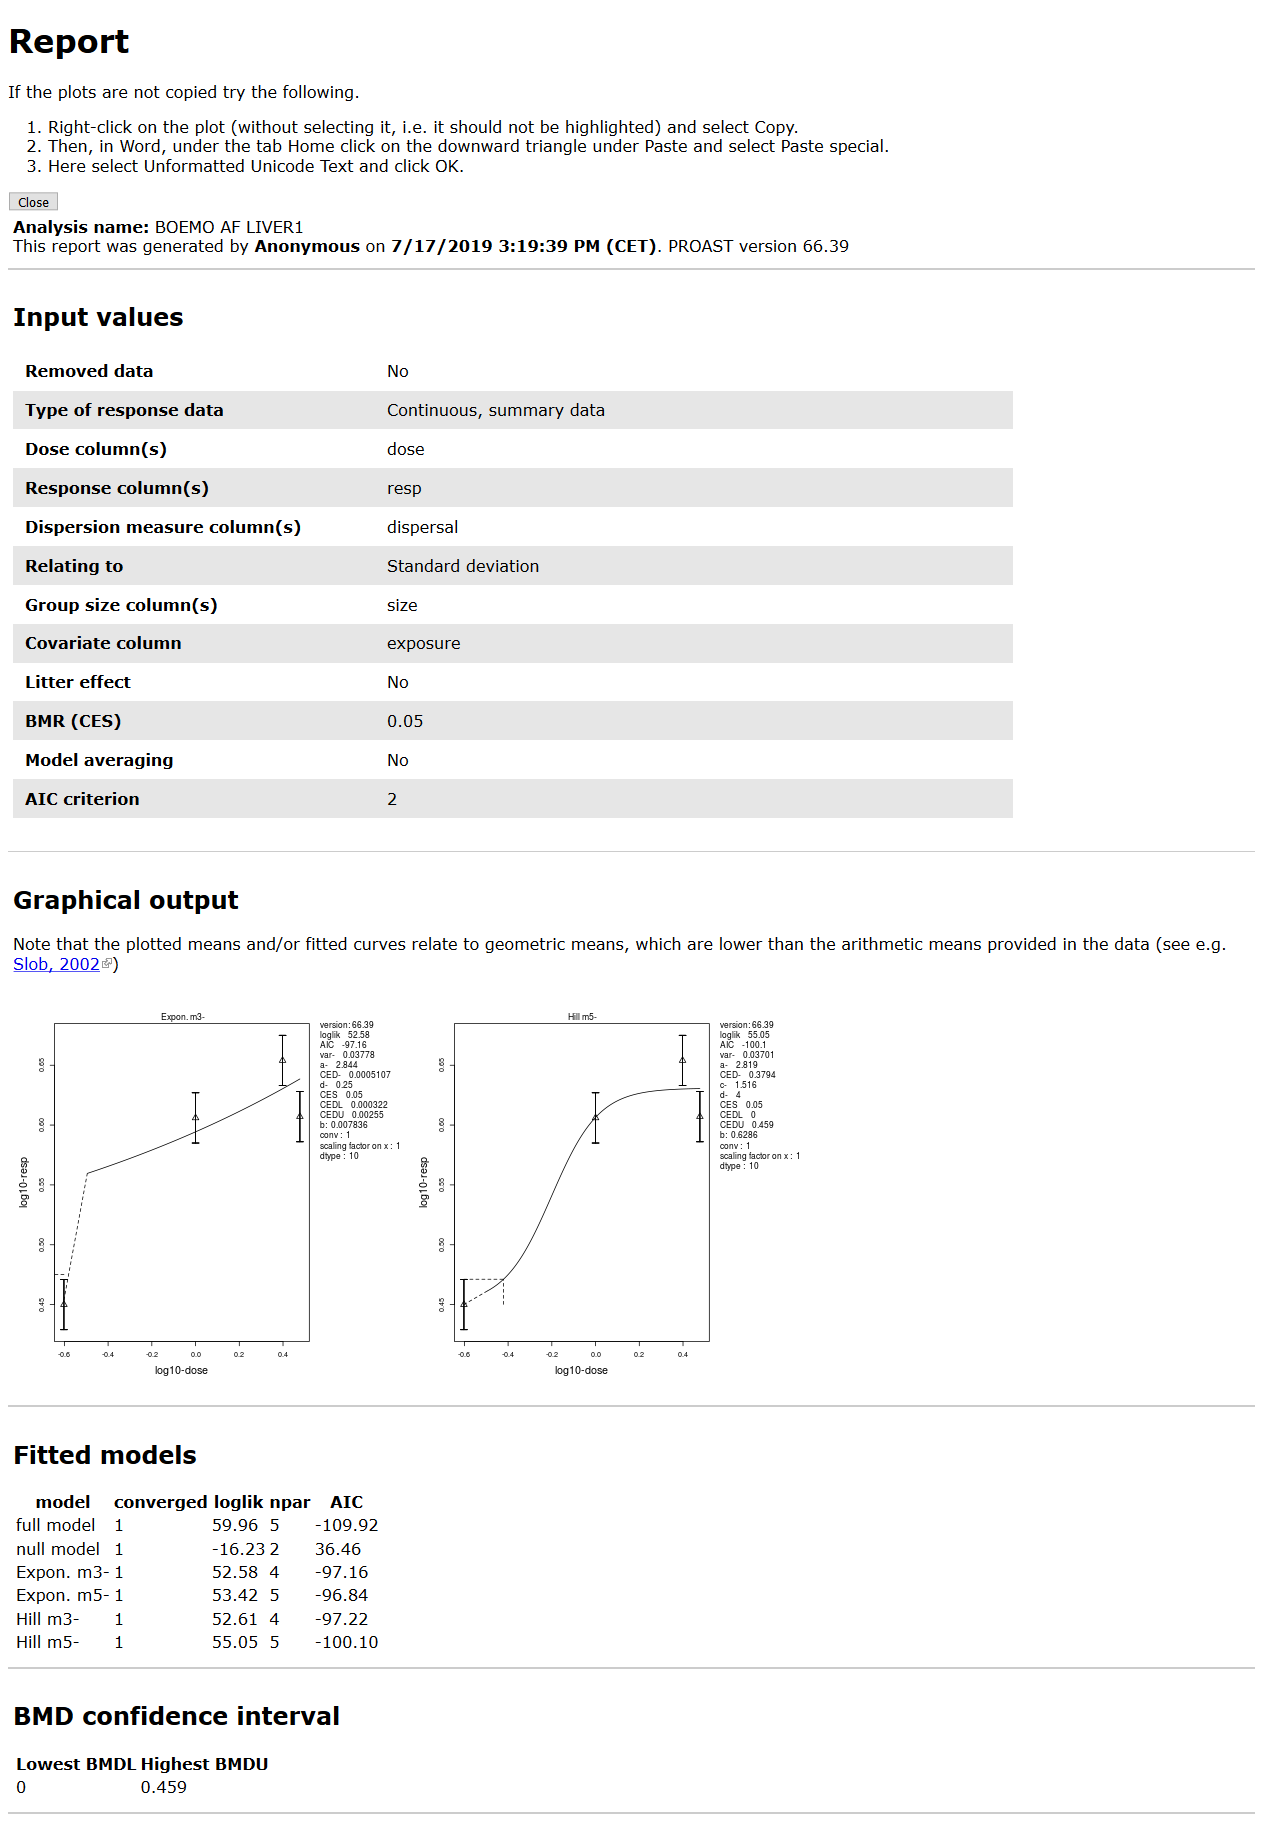 Report
If the plots are not copied try the following.
1. Right-click on the plot (without selecting it, i.e. it should not be highlighted) and select Copy.
2. Then, in Word, under the tab Home click on the downward triangle under Paste and select Paste special.
3. Here select Unformatted Unicode Text and click OK.
Close
Analysis name: BOEMO AF LIVER1
This report was generated by Anonymous on 7/17/2019 3:19:39 PM (CET). PROAST version 66.39
Input values
Removed data No
Type of response data Continuous, summary data
Dose column(s) dose
Response column(s) resp
Dispersion measure column(s) dispersal
Relating to Standard deviation
Group size column(s) size
Covariate column exposure
Litter effect No
BMR (CES) 0.05
Model averaging No
AIC criterion 2
Graphical output
Note that the plotted means and/or fitted curves relate to geometric means, which are lower than the arithmetic means provided in the data (see e.g.
Slob, 2002)
Expon. m3-
version: 66.39
loglik 52.58
AIC -97.16
var- 0.03778
a- 2.844
CED- 0.0005107
d- 0.25
CES 0.05
CEDL 0.000322
CEDU 0.00255
b: 0.007836
conv : 1
scaling factor on x : 1
dtype : 10
log10-resp
0.65
0.60
0.55
0.50
0.45
-0.6 -0.4 -0.2 0.0 0.2 0.4
log10-dose
Hill m5-
version: 66.39
loglik 55.05
AIC -100.1
var- 0.03701
a- 2.819
CED- 0.3794
c- 1.516
d- 4
CES 0.05
CEDL 0
CEDU 0.459
b: 0.6286
conv : 1
scaling factor on x : 1
dtype : 10
log10-resp
0.65
0.60
0.55
0.50
0.45
-0.6 -0.4 -0.2 0.0 0.2 0.4
log10-dose
Fitted models
model converged loglik npar AIC
full model 1 59.96 5 -109.92
null model 1 -16.23 2 36.46
Expon. m3- 1 52.58 4 -97.16
Expon. m5- 1 53.42 5 -96.84
Hill m3- 1 52.61 4 -97.22
Hill m5- 1 55.05 5 -100.10
BMD confidence interval
Lowest BMDL Highest BMDU
0 0.459